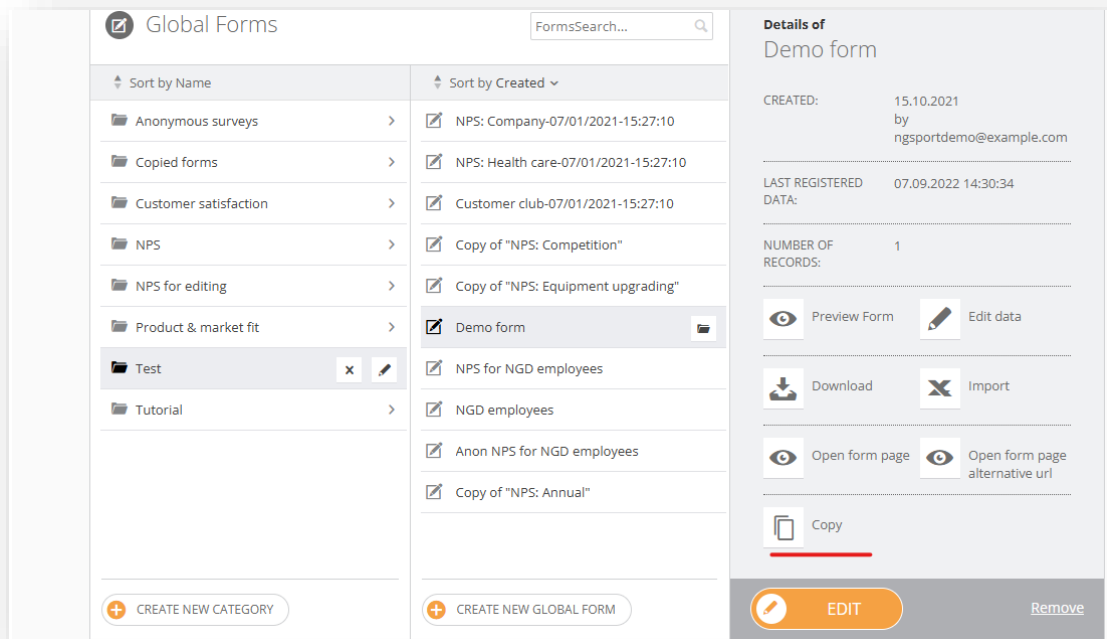 Global Forms
FormsSearch...
Sort by Name
Anonymous surveys
Copied forms
Customer satisfaction
NPS
NPS for editing
Product & market fit
Test
Tutorial
CREATE NEW CATEGORY
Sort by Created
NPS: Company-07/01/2021-15:27:10
NPS: Health care-07/01/2021-15:27:10
Customer club-07/01/2021-15:27:10
Copy of "NPS: Competition"
Copy of "NPS: Equipment upgrading"
Demo form
NPS for NGD employees
NGD employees
Anon NPS for NGD employees
Copy of "NPS: Annual"
CREATE NEW GLOBAL FORM
Details of
Demo form
CREATED:
15.10.2021
by
ngsportdemo@example.com
LAST REGISTERED
DATA:
07.09.2022 14:30:34
NUMBER OF
RECORDS:
1
Preview Form
Edit data
Download
Import
Open form page
Open form page
alternative url
Copy
EDIT
Remove